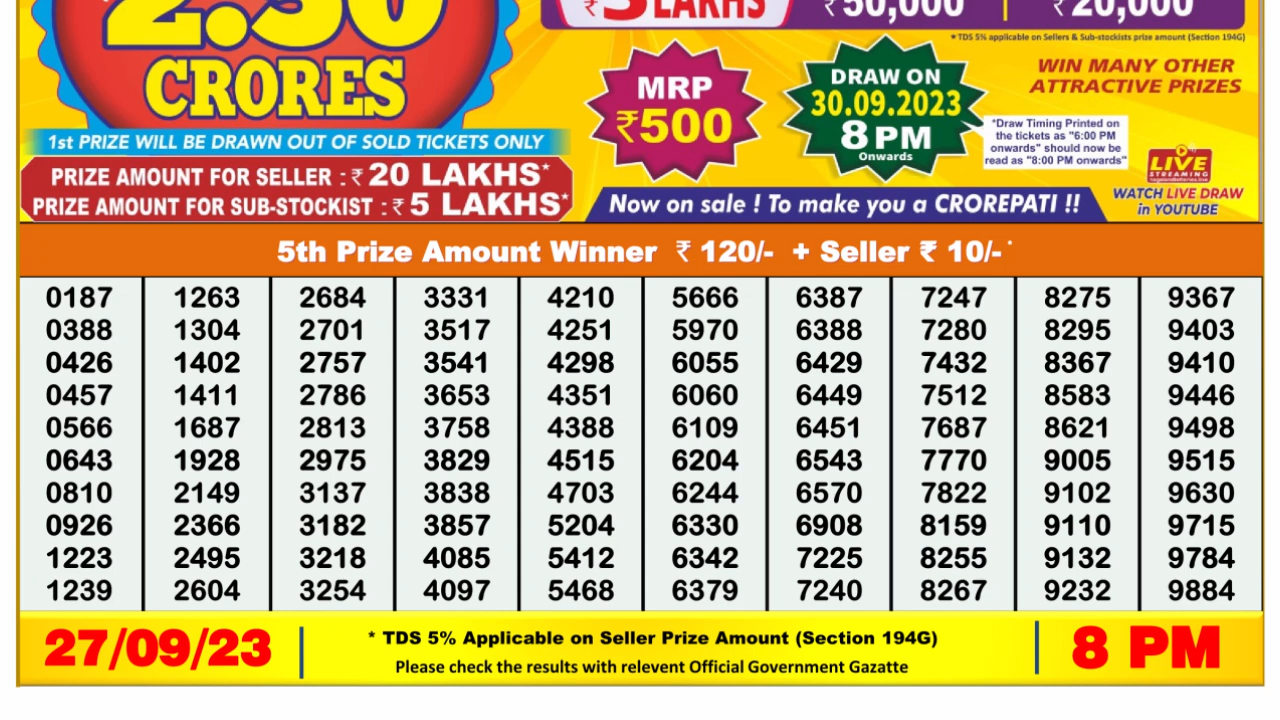 2.50
CRORES
1st PRIZE WILL BE DRAWN OUT OF SOLD TICKETS ONLY
PRIZE AMOUNT FOR SELLER : ₹ 20 LAKHS*
PRIZE AMOUNT FOR SUB-STOCKIST : ₹ 5 LAKHS*
₹ LAKHS ₹50,000 ₹20,000
* TDS 5% applicable on Sellers & Sub-stockists prize amount (Section 194G)
MRP
₹500
DRAW ON
30.09.2023
8 PM
Onwards
WIN MANY OTHER
ATTRACTIVE PRIZES
"Draw Timing Printed on
the tickets as "6:00 PM
onwards" should now be
read as "8:00 PM onwards"
LIVE
STREAMING
WATCH LIVE DRAW
in YOUTUBE
Now on sale ! To make you a CROREPATI !!
5th Prize Amount Winner ₹ 120/- + Seller ₹ 10/- *
0187 1263 2684 3331 4210 5666 6387 7247 8275 9367
0388 1304 2701 3517 4251 5970 6388 7280 8295 9403
0426 1402 2757 3541 4298 6055 6429 7432 8367 9410
0457 1411 2786 3653 4351 6060 6449 7512 8583 9446
0566 1687 2813 3758 4388 6109 6451 7687 8621 9498
0643 1928 2975 3829 4515 6204 6543 7770 9005 9515
0810 2149 3137 3838 4703 6244 6570 7822 9102 9630
0926 2366 3182 3857 5204 6330 6908 8159 9110 9715
1223 2495 3218 4085 5412 6342 7225 8255 9132 9784
1239 2604 3254 4097 5468 6379 7240 8267 9232 9884
27/09/23
* TDS 5% Applicable on Seller Prize Amount (Section 194G)
Please check the results with relevent Official Government Gazatte
8 PM